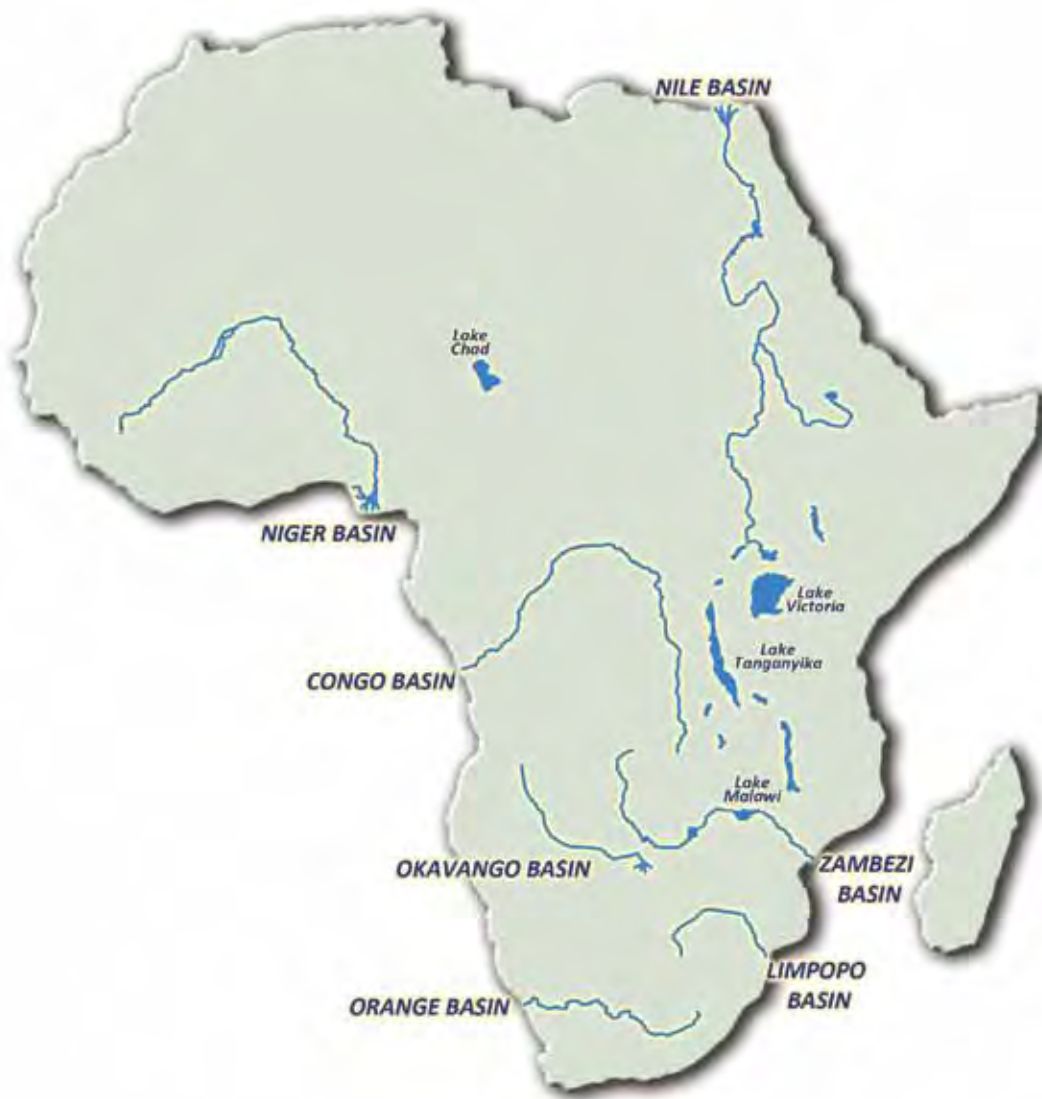 NILE BASIN
Lake
Chad
NIGER BASIN
Lake
Victoria
Lake
Tanganyika
CONGO BASIN
Lake
Malawi
OKAVANGO BASIN
ZAMBEZI
BASIN
LIMPOPO
BASIN
ORANGE BASIN